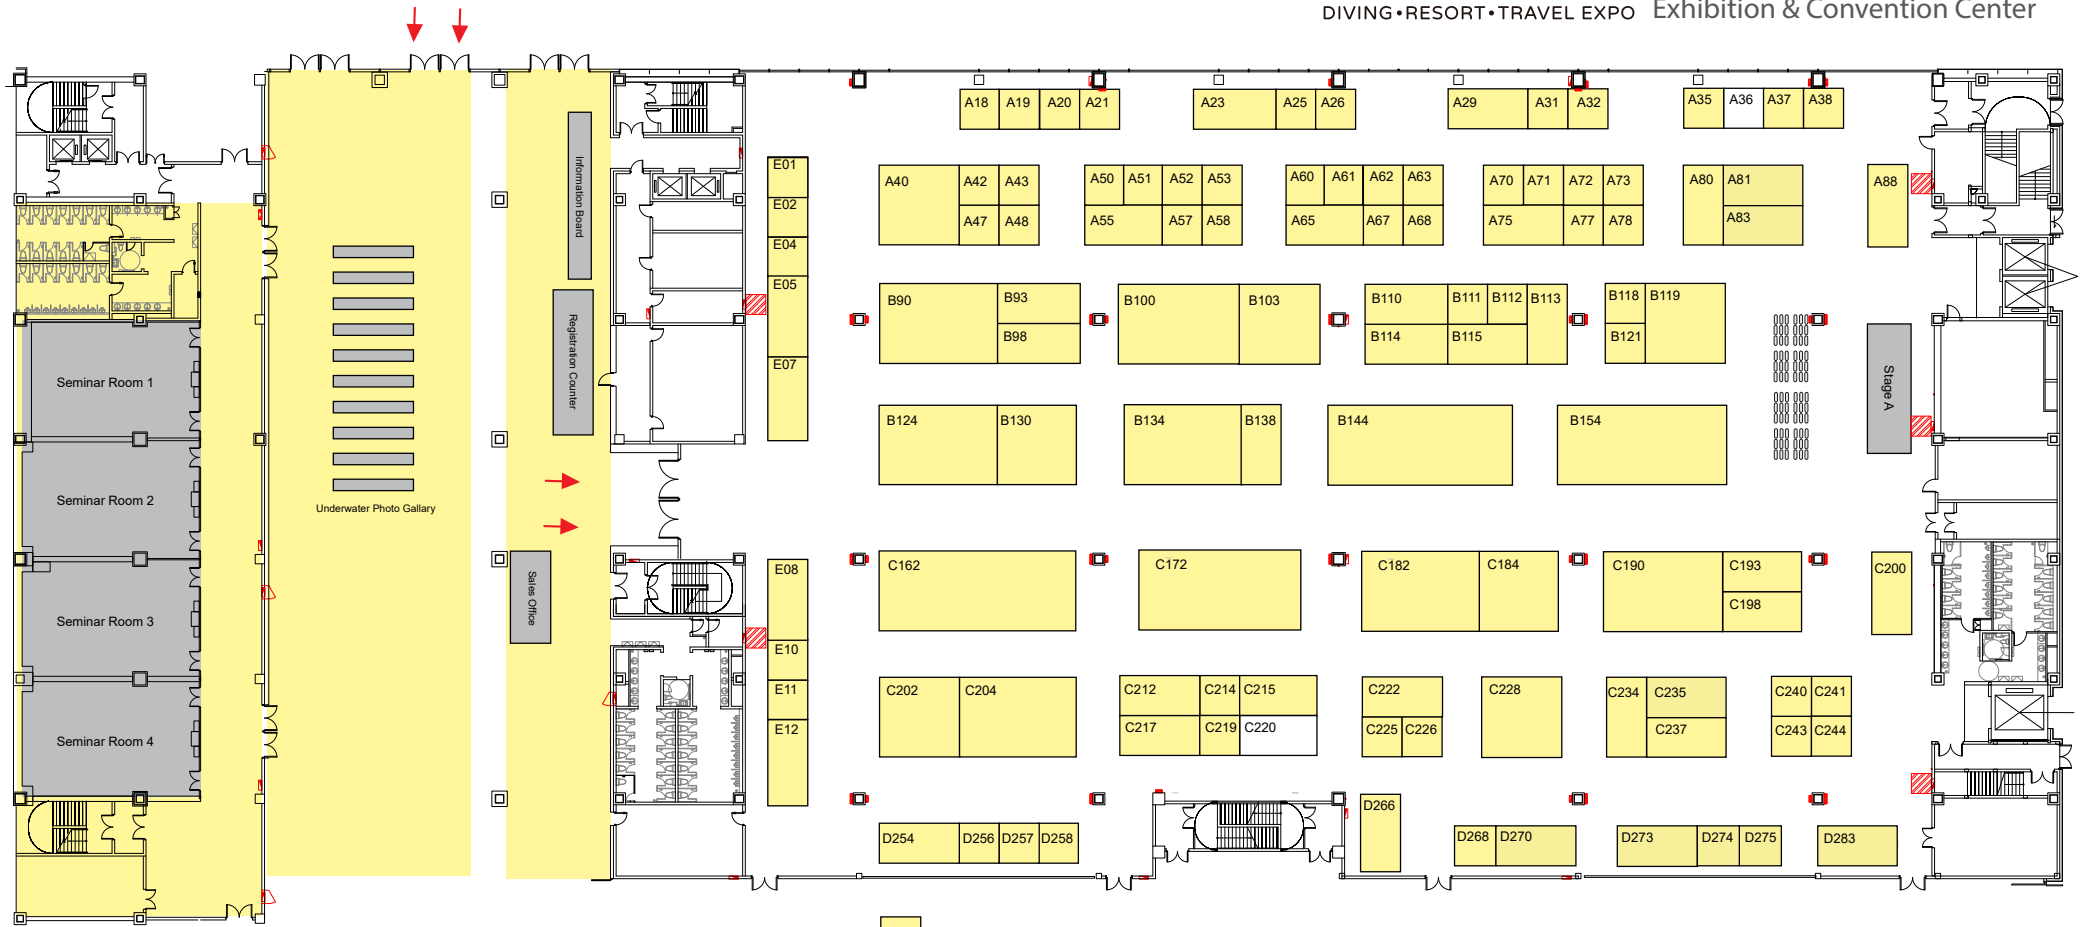 DIVING•RESORT•TRAVEL EXPO
Exhibition & Convention Center
A18 A19 A20 A21 A23 A25 A26 A29 A31 A32 A35 A36 A37 A38
Information Board
E01
E02
E04
E05
E07
A40 A42 A43 A50 A51 A52 A53 A60 A61 A62 A63 A70 A71 A72 A73 A80 A81 A88
A47 A48 A55 A57 A58 A65 A67 A68 A75 A77 A78 A83
B90 B93 B100 B103 B110 B111 B112 B113 B118 B119
B98 B114 B115 B121
Registration Counter
Stage A
Seminar Room 1
B124 B130 B134 B138 B144 B154
Seminar Room 2
Underwater Photo Gallary
Sales Office
E08
E10
E11
E12
C162 C172 C182 C184 C190 C193 C200
C198
Seminar Room 3
C202 C204 C212 C214 C215 C222 C228 C234 C235 C240 C241
C217 C219 C220 C225 C226 C237 C243 C244
Seminar Room 4
D266
D254 D256 D257 D258 D268 D270 D273 D274 D275 D283